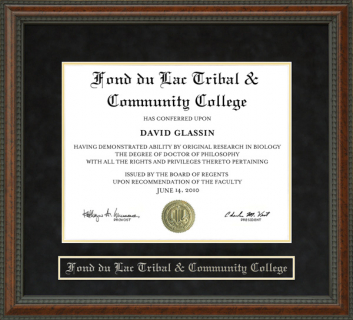 Fond du Lac Tribal &
Community College
HAS CONFERRED UPON
DAVID GLASSIN
HAVING DEMONSTRATED ABILITY BY ORIGINAL RESEARCH IN BIOLOGY
THE DEGREE OF DOCTOR OF PHILOSOPHY
WITH ALL THE RIGHTS AND PRIVILEGES THERETO PERTAINING
ISSUED BY THE BOARD OF REGENTS
UPON RECOMMENDATION OF THE FACULTY
JUNE 14, 2010
PROVOST
PRESIDENT
Fond du Lac Tribal & Community College